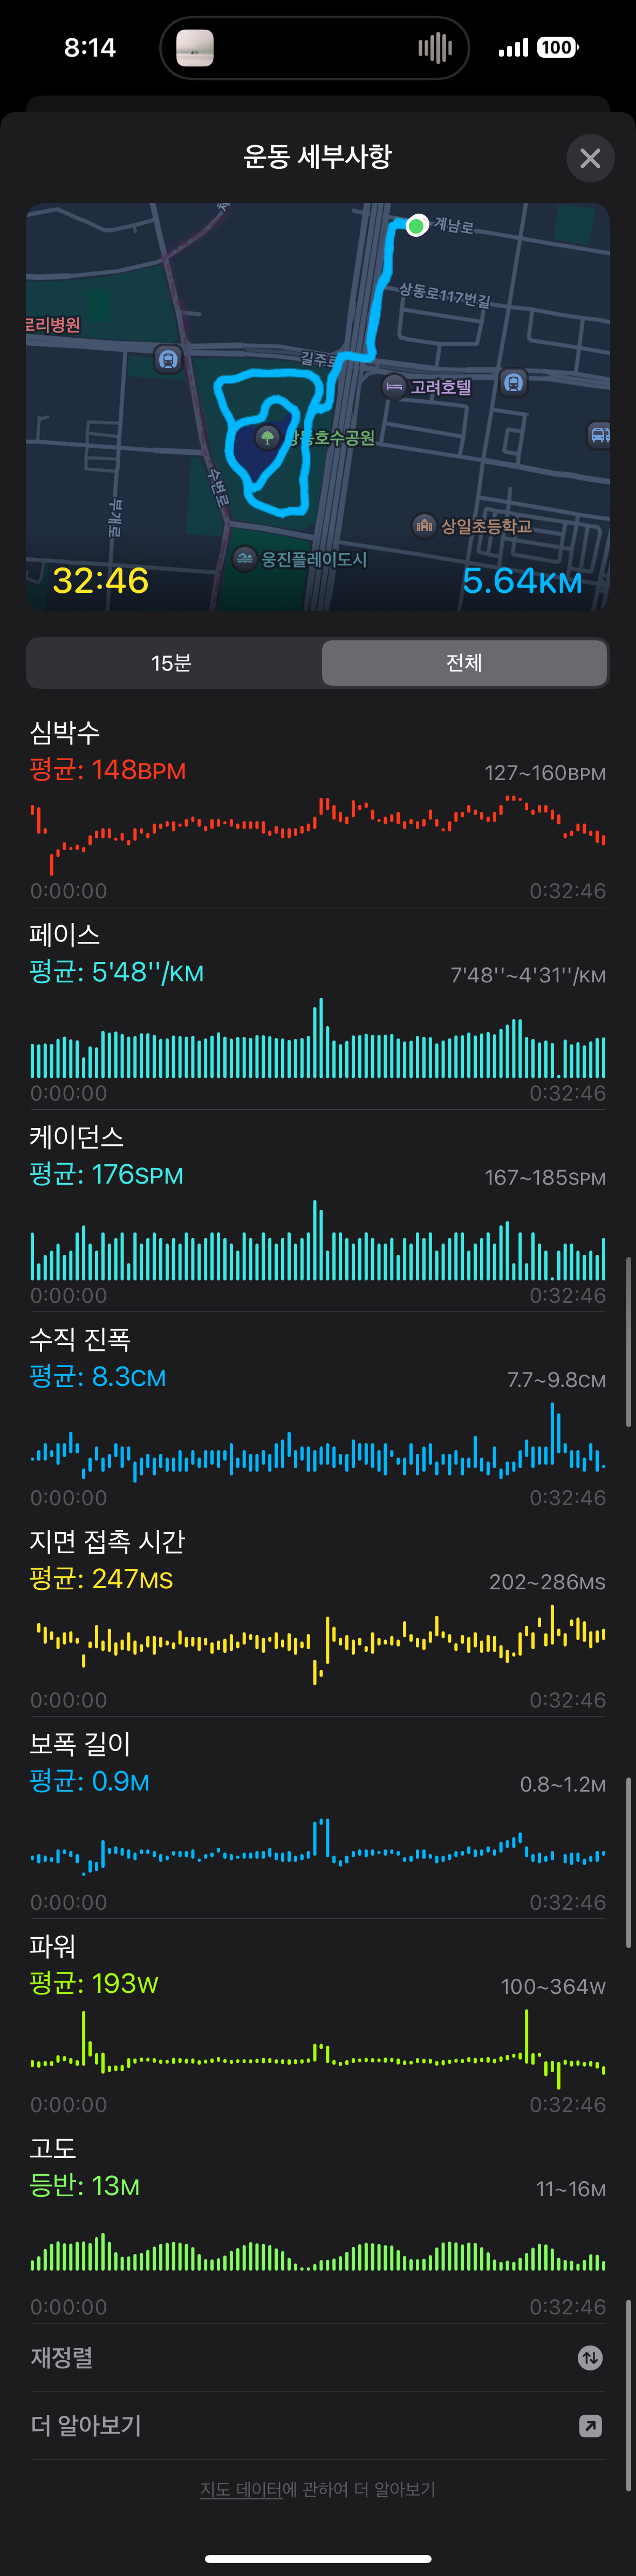 8:14
100
운동 세부사항
계남로
상동로117번길
길주로
고려호텔
상동호수공원
수변로
부개로
상일초등학교
웅진플레이도시
32:46
5.64KM
15분
전체
심박수
평균: 148BPM
127~160BPM
0:00:00
0:32:46
페이스
평균: 5'48''/KM
7'48''~4'31''/KM
0:00:00
0:32:46
케이던스
평균: 176SPM
167~185SPM
0:00:00
0:32:46
수직 진폭
평균: 8.3CM
7.7~9.8CM
0:00:00
0:32:46
지면 접촉 시간
평균: 247MS
202~286MS
0:00:00
0:32:46
보폭 길이
평균: 0.9M
0.8~1.2M
0:00:00
0:32:46
파워
평균: 193W
100~364W
0:00:00
0:32:46
고도
등반: 13M
11~16M
0:00:00
0:32:46
재정렬
더 알아보기
지도 데이터에 관하여 더 알아보기